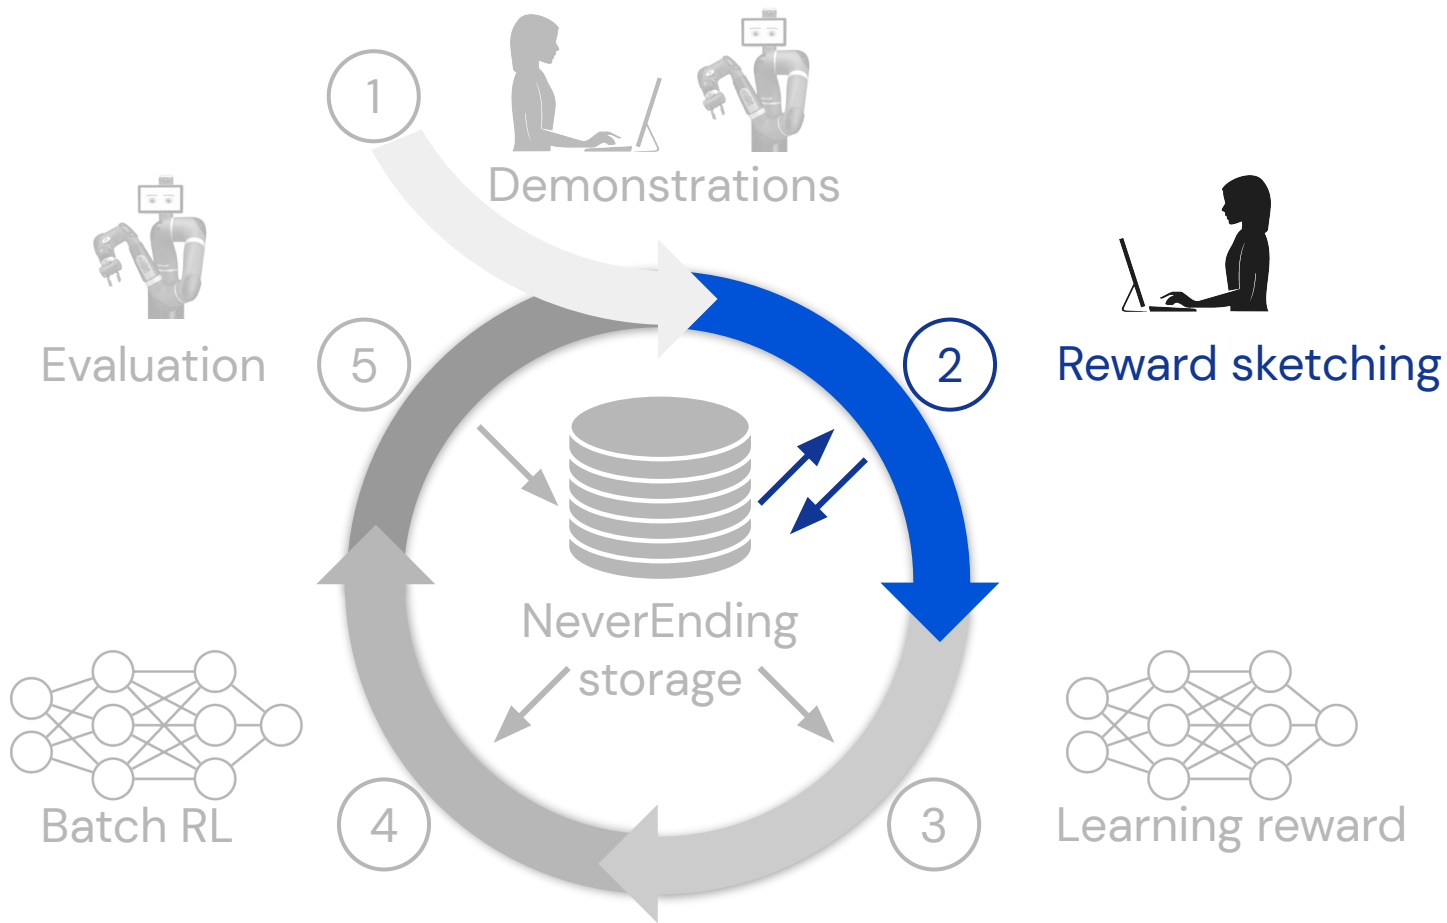 1
Demonstrations
2
Reward sketching
5
Evaluation
NeverEnding
storage
4
Batch RL
3
Learning reward